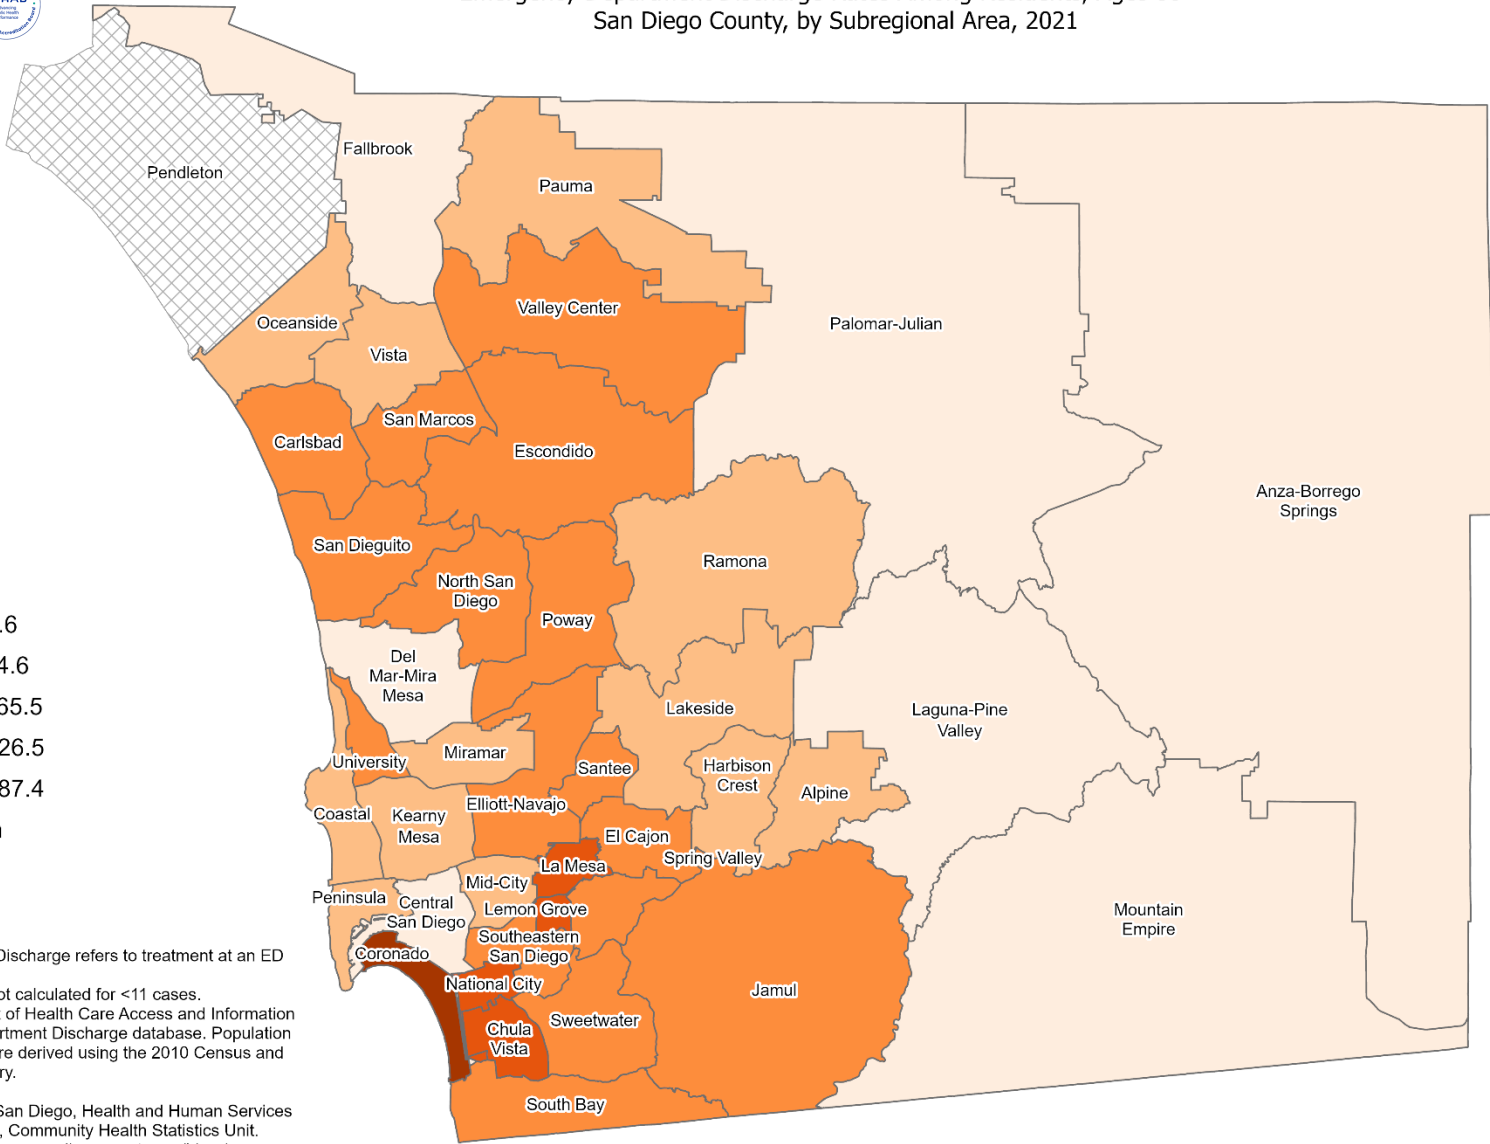 San Diego County, by Subregional Area, 2021
Fallbrook
Pendleton
Pauma
Valley Center
Oceanside
Palomar-Julian
Vista
San Marcos
Carlsbad
Escondido
Anza-Borrego
Springs
San Dieguito
Ramona
North San
Diego
Poway
.6
Del
Mar-Mira
Mesa
4.6
65.5
Lakeside
Laguna-Pine
Valley
26.5
Miramar
University
Santee
Harbison
Crest
87.4
Alpine
Elliott-Navajo
Coastal
Kearny
Mesa
El Cajon
Spring Valley
La Mesa
Mid-City
Peninsula
Central
San Diego
Lemon Grove
Mountain
Empire
Southeastern
San Diego
Coronado
Discharge refers to treatment at an ED
National City
Jamul
ot calculated for <11 cases.
t of Health Care Access and Information
Sweetwater
Chula
Vista
rtment Discharge database. Population
re derived using the 2010 Census and
ry.
South Bay
San Diego, Health and Human Services
, Community Health Statistics Unit.